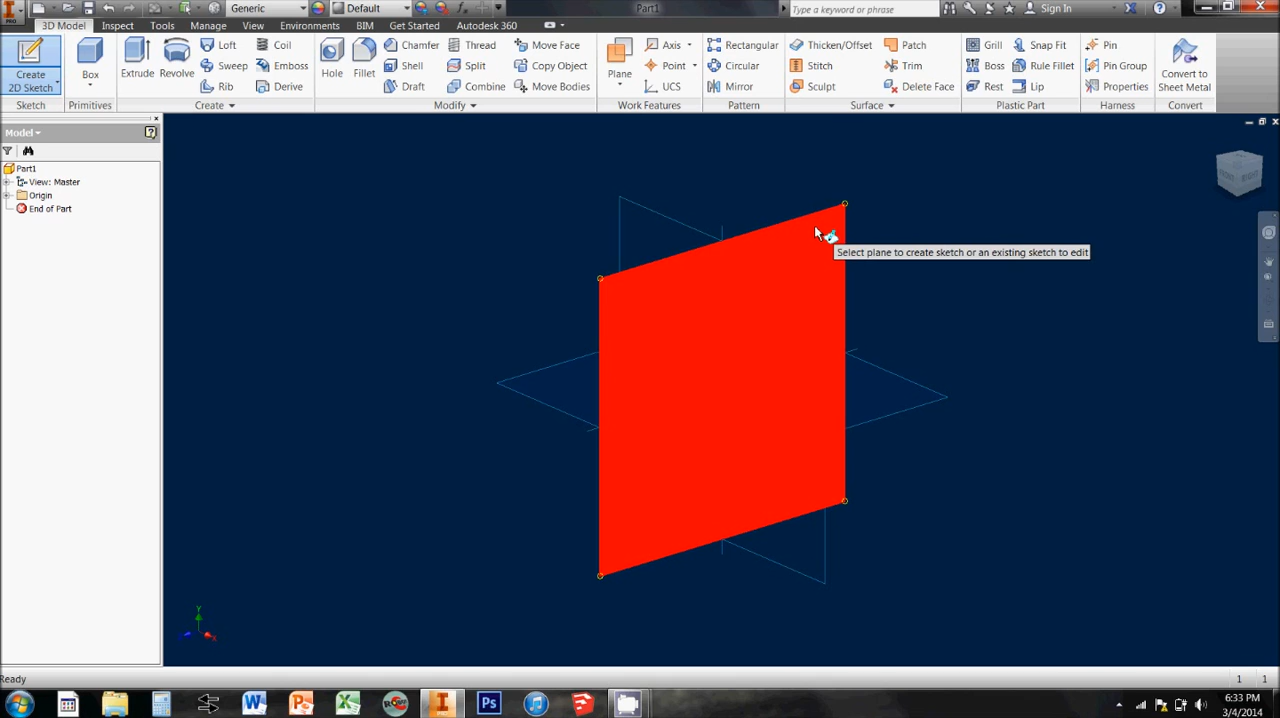 Generic
Default
Part1
Type a keyword or phrase
Sign In
PRO
3D Model
Inspect
Tools
Manage
View
Environments
BIM
Get Started
Autodesk 360
Create
2D Sketch
Sketch
Box
Primitives
Extrude
Revolve
Loft
Sweep
Rib
Coil
Emboss
Derive
Create
Hole
Fillet
Chamfer
Shell
Draft
Thread
Split
Combine
Move Face
Copy Object
Move Bodies
Modify
Plane
Axis
Point
UCS
Work Features
Rectangular
Circular
Mirror
Pattern
Thicken/Offset
Stitch
Sculpt
Patch
Trim
Delete Face
Surface
Grill
Boss
Rest
Snap Fit
Rule Fillet
Lip
Plastic Part
Pin
Pin Group
Properties
Harness
Convert to
Sheet Metal
Convert
Model
Part1
View: Master
Origin
End of Part
Select plane to create sketch or an existing sketch to edit
Y
X
Ready
1 1
6:33 PM
3/4/2014